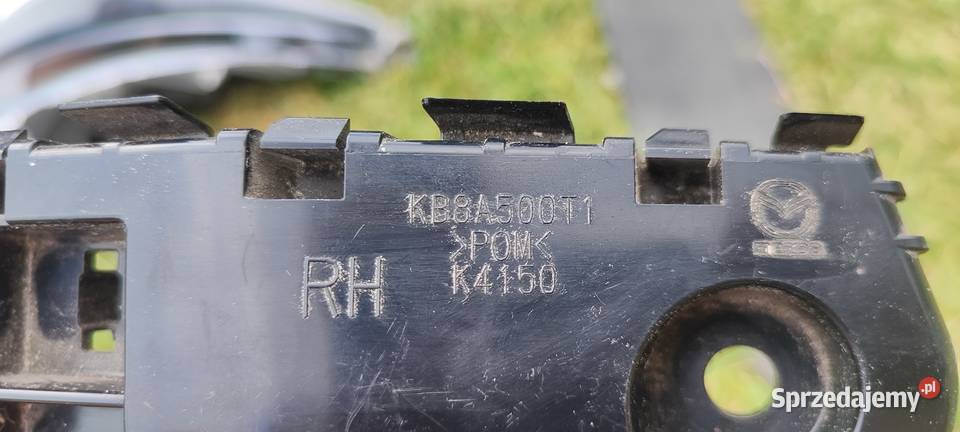 KB8A500T1
>POM<
RH
K4150
Sprzedajemy.pl